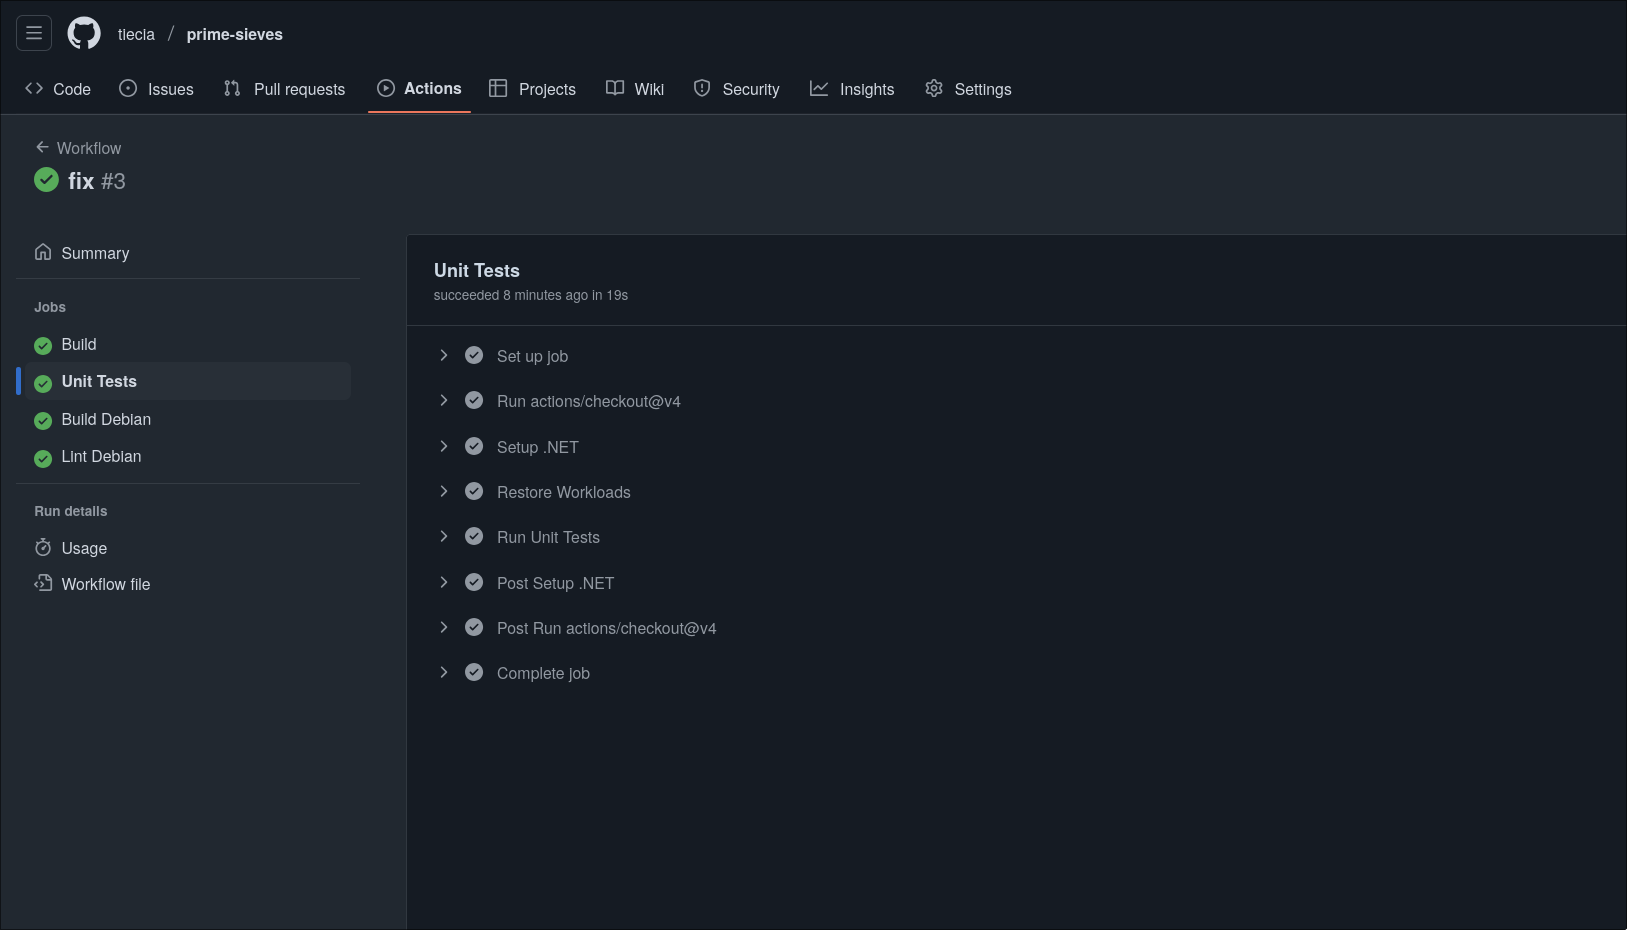 tlecla / prime-sieves
Code Issues Pull requests Actions Projects Wiki Security Insights Settings
Workflow
fix #3
Summary
Jobs
Build
Unit Tests
Build Debian
Lint Debian
Run details
Usage
Workflow file
Unit Tests
succeeded 8 minutes ago in 19s
Set up job
Run actions/checkout@v4
Setup .NET
Restore Workloads
Run Unit Tests
Post Setup .NET
Post Run actions/checkout@v4
Complete job